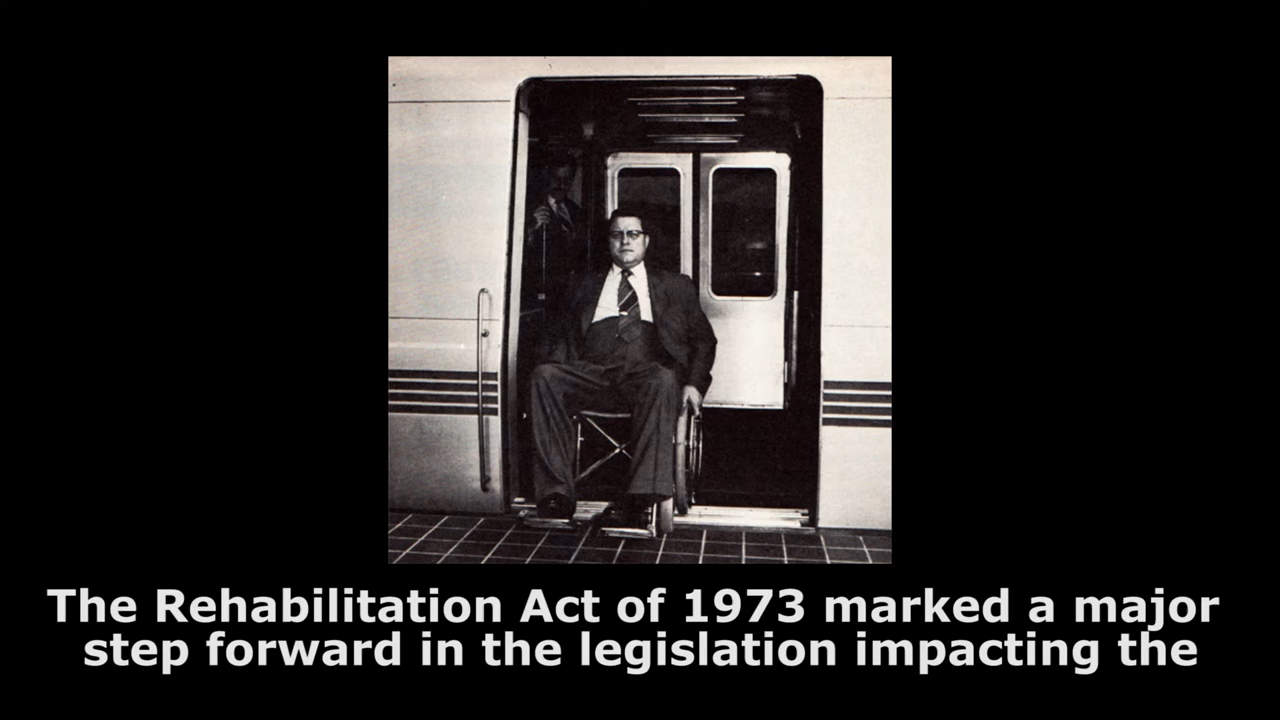 The Rehabilitation Act of 1973 marked a major
step forward in the legislation impacting the